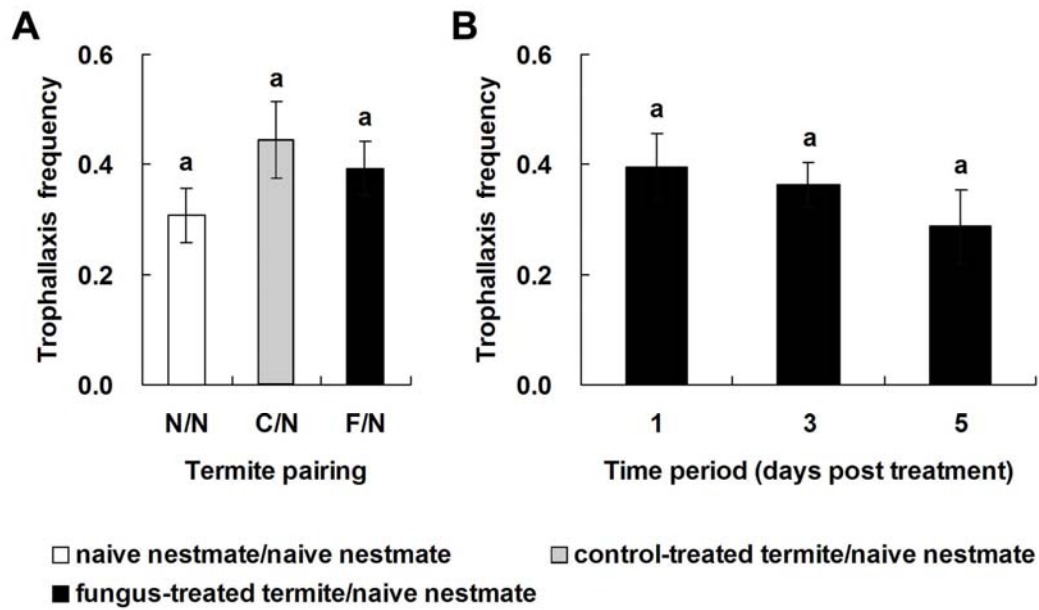 A
Trophallaxis frequency
0.6
0.4
0.2
0.0
a
a
a
N/N C/N F/N
Termite pairing
B
Trophallaxis frequency
0.6
0.4
0.2
0.0
a
a
a
1 3 5
Time period (days post treatment)
naive nestmate/naive nestmate
control-treated termite/naive nestmate
fungus-treated termite/naive nestmate